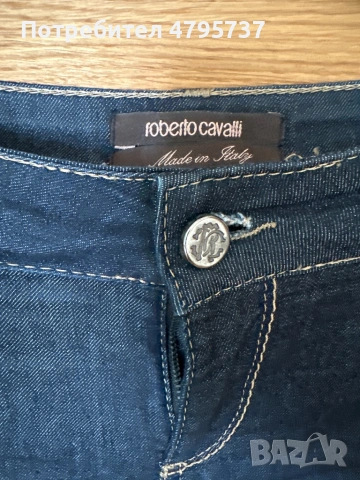 Потребител 4795737
roberto cavalli
Made in Italy
BAZAR